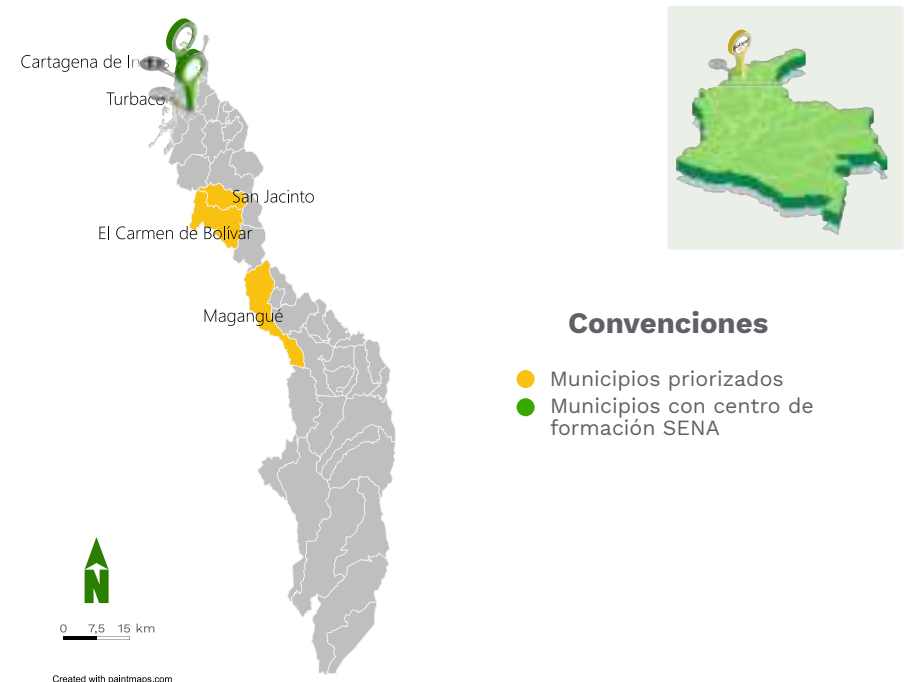 Cartagena de Indias
Turbaco
San Jacinto
El Carmen de Bolívar
Magangué
Convenciones
Municipios priorizados
Municipios con centro de
formación SENA
N
0 7,5 15 km
Created with paintmaps.com